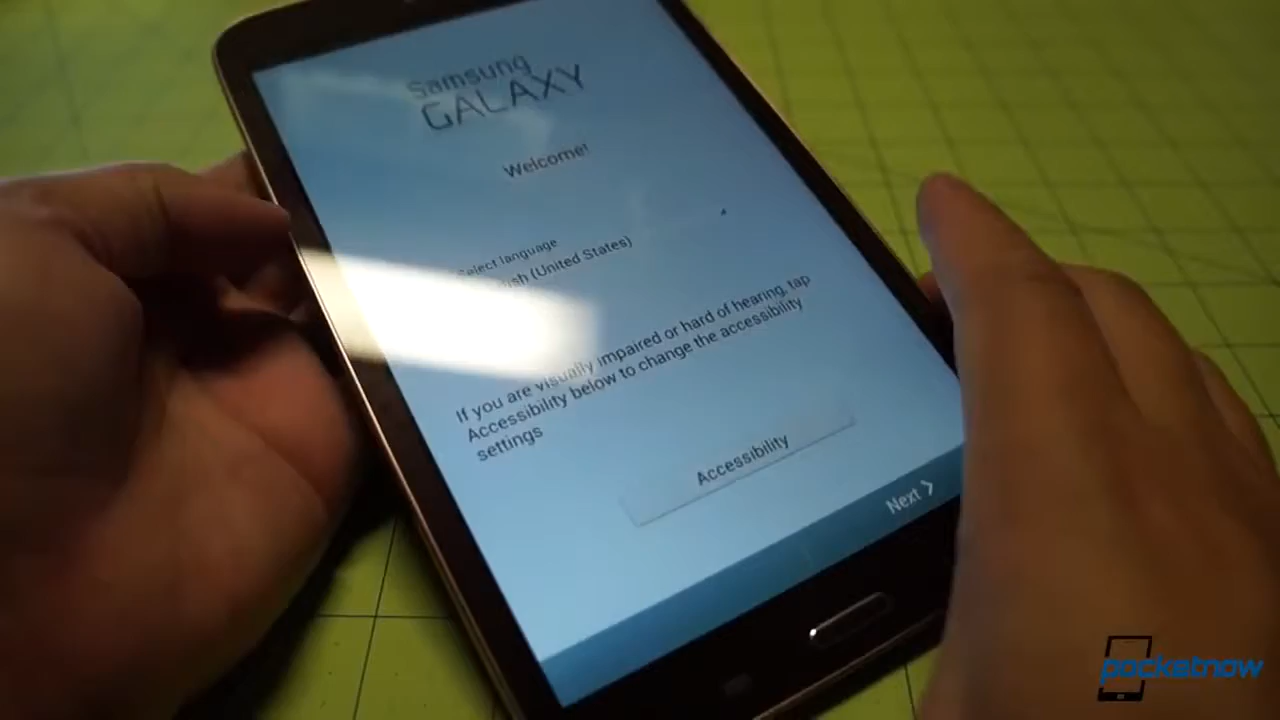 Samsung
GALAXY
Welcome!
Select language
(United States)
If you are visually impaired or hard of hearing, tap
Accessibility below to change the accessibility
settings
Accessibility
Next
pocketnow